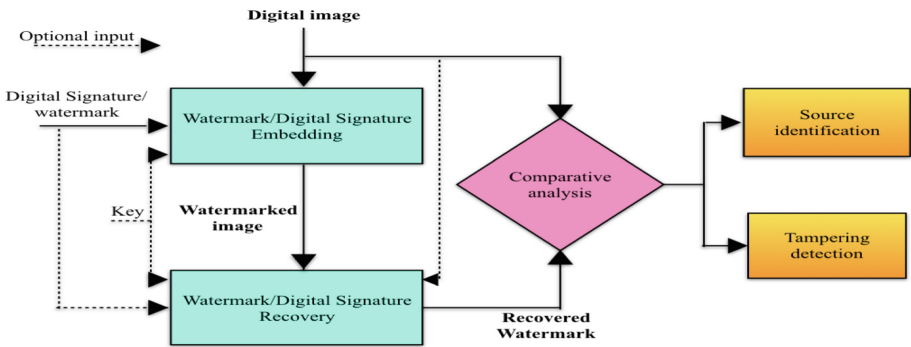 Digital image
Optional input
Digital Signature/
watermark
Watermark/Digital Signature
Embedding
Source
identification
Comparative
analysis
Key
Watermarked
image
Tampering
detection
Watermark/Digital Signature
Recovery
Recovered
Watermark